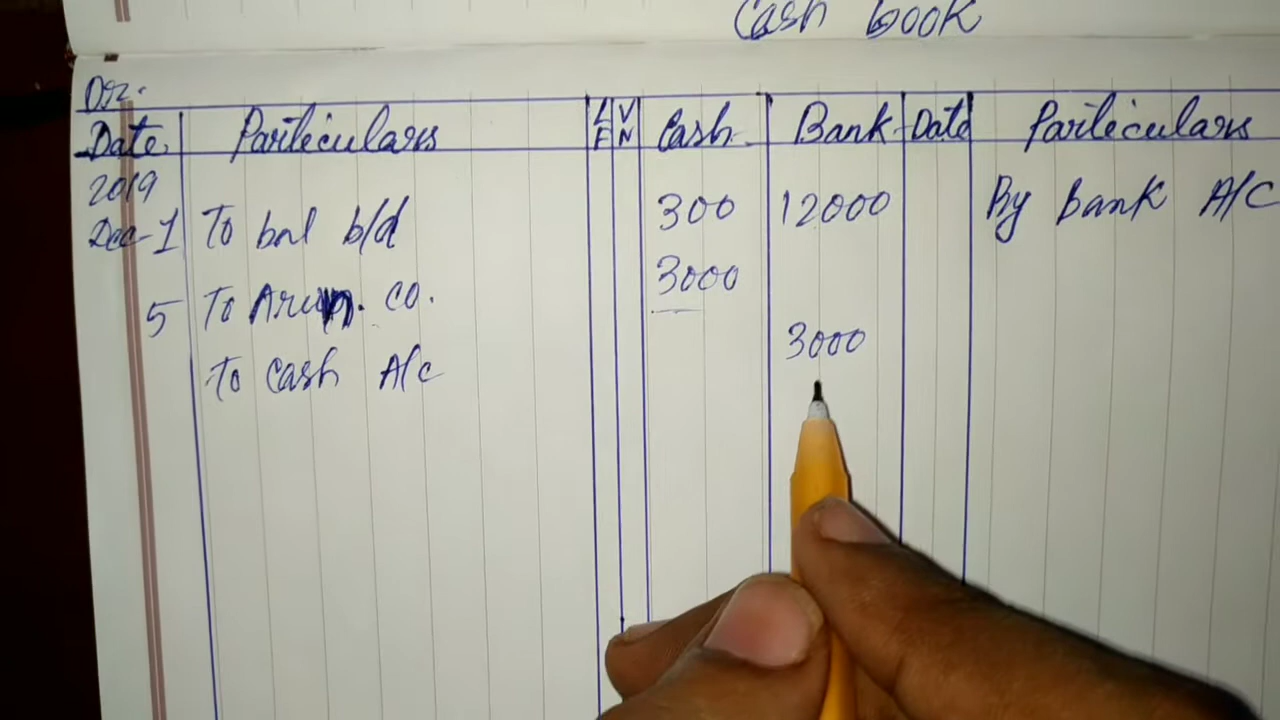 Cash book
Dr.
Date Particulars L F V N Cash Bank Date Particulars
2019
Dec-1 To bal b/d 300 12000 By Bank A/C
5 To Arun. co. 3000
To cash A/c 3000